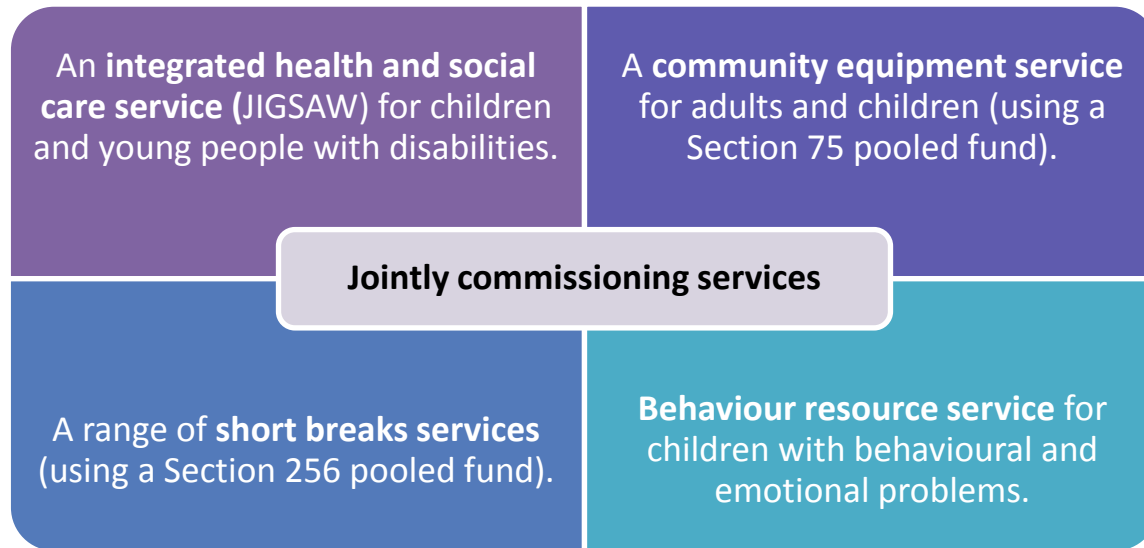 An integrated health and social
care service (JIGSAW) for children
and young people with disabilities.
A community equipment service
for adults and children (using a
Section 75 pooled fund).
Jointly commissioning services
A range of short breaks services
(using a Section 256 pooled fund).
Behaviour resource service for
children with behavioural and
emotional problems.